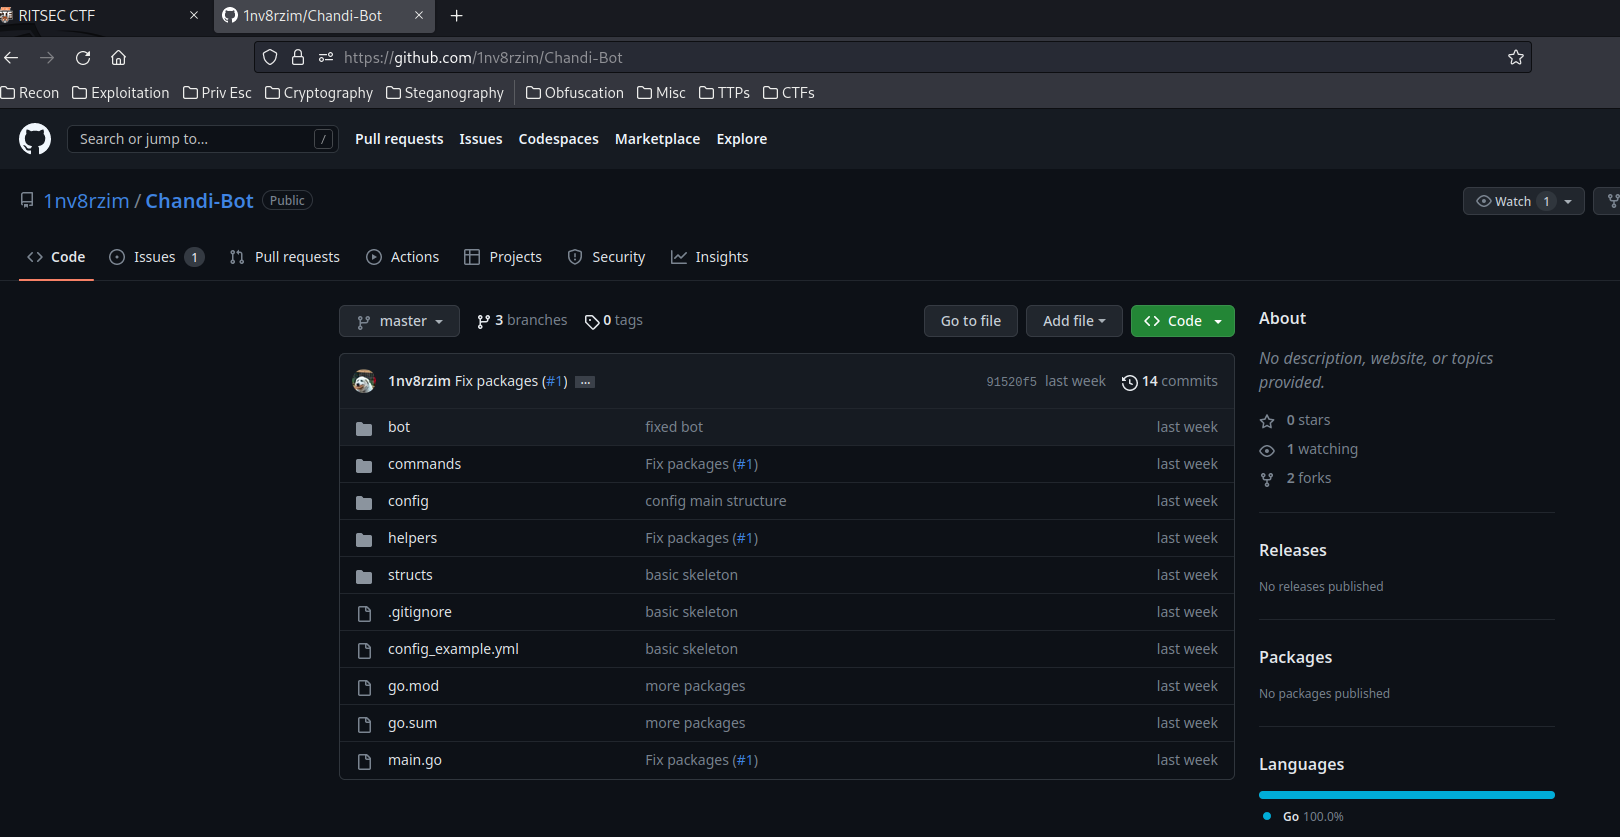 RITSEC CTF
1nv8rzim/Chandi-Bot
https://github.com/1nv8rzim/Chandi-Bot
Recon Exploitation Priv Esc Cryptography Steganography Obfuscation Misc TTPs CTFs
Search or jump to... / Pull requests Issues Codespaces Marketplace Explore
1nv8rzim / Chandi-Bot Public
Watch 1
Code Issues 1 Pull requests Actions Projects Security Insights
master 3 branches 0 tags Go to file Add file Code
1nv8rzim Fix packages (#1) ... 91520f5 last week 14 commits
bot fixed bot last week
commands Fix packages (#1) last week
config config main structure last week
helpers Fix packages (#1) last week
structs basic skeleton last week
.gitignore basic skeleton last week
config_example.yml basic skeleton last week
go.mod more packages last week
go.sum more packages last week
main.go Fix packages (#1) last week
About
No description, website, or topics
provided.
0 stars
1 watching
2 forks
Releases
No releases published
Packages
No packages published
Languages
Go 100.0%